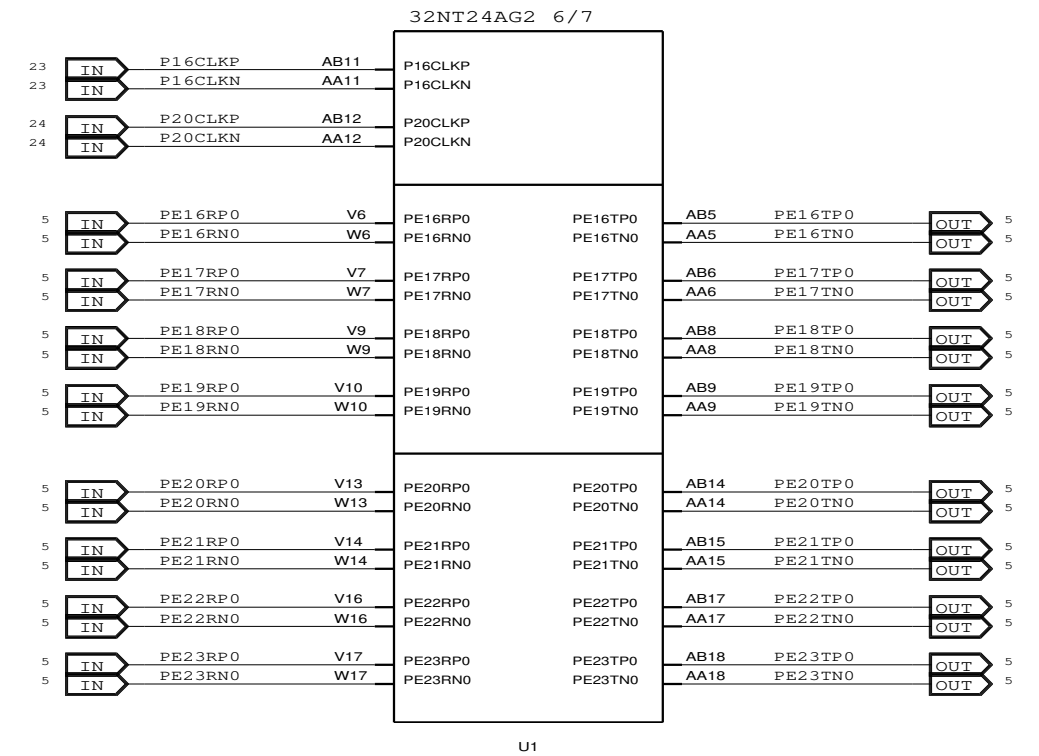 32NT24AG2 6/7
23 IN P16CLKP AB11 P16CLKP
23 IN P16CLKN AA11 P16CLKN
24 IN P20CLKP AB12 P20CLKP
24 IN P20CLKN AA12 P20CLKN
5 IN PE16RP0 V6 PE16RP0 PE16TP0 AB5 PE16TP0 OUT 5
5 IN PE16RN0 W6 PE16RN0 PE16TN0 AA5 PE16TN0 OUT 5
5 IN PE17RP0 V7 PE17RP0 PE17TP0 AB6 PE17TP0 OUT 5
5 IN PE17RN0 W7 PE17RN0 PE17TN0 AA6 PE17TN0 OUT 5
5 IN PE18RP0 V9 PE18RP0 PE18TP0 AB8 PE18TP0 OUT 5
5 IN PE18RN0 W9 PE18RN0 PE18TN0 AA8 PE18TN0 OUT 5
5 IN PE19RP0 V10 PE19RP0 PE19TP0 AB9 PE19TP0 OUT 5
5 IN PE19RN0 W10 PE19RN0 PE19TN0 AA9 PE19TN0 OUT 5
5 IN PE20RP0 V13 PE20RP0 PE20TP0 AB14 PE20TP0 OUT 5
5 IN PE20RN0 W13 PE20RN0 PE20TN0 AA14 PE20TN0 OUT 5
5 IN PE21RP0 V14 PE21RP0 PE21TP0 AB15 PE21TP0 OUT 5
5 IN PE21RN0 W14 PE21RN0 PE21TN0 AA15 PE21TN0 OUT 5
5 IN PE22RP0 V16 PE22RP0 PE22TP0 AB17 PE22TP0 OUT 5
5 IN PE22RN0 W16 PE22RN0 PE22TN0 AA17 PE22TN0 OUT 5
5 IN PE23RP0 V17 PE23RP0 PE23TP0 AB18 PE23TP0 OUT 5
5 IN PE23RN0 W17 PE23RN0 PE23TN0 AA18 PE23TN0 OUT 5
U1